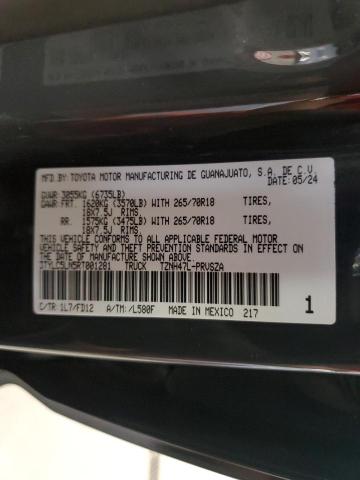 MFD.BY:TOYOTA MOTOR MANUFACTURING DE GUANAJUATO, S.A. DE C.V.
DATE:05/24
GVWR:3055KG (6735LB)
GAWR:FRT 1620KG (3570LB) WITH 265/70R18 TIRES,
18X7.5J RIMS
RR 1575KG (3475LB) WITH 265/70R18 TIRES,
18X7.5J RIMS
THIS VEHICLE CONFORMS TO ALL APPLICABLE FEDERAL MOTOR
VEHICLE SAFETY STANDARDS IN EFFECT ON THE
DATE OF MANUFACTURE SHOWN ABOVE.
3TYLC5LN5RT001281 TRUCK TZNH47L-PRVSZA
C/TR:1L7/FD12 A/TM:/L580F MADE IN MEXICO 217
1